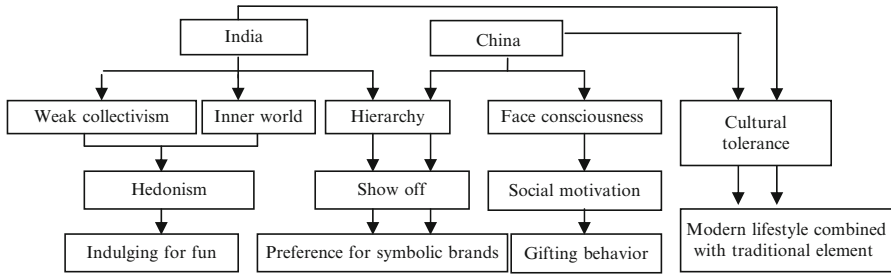 India
China
Weak collectivism
Inner world
Hierarchy
Face consciousness
Cultural
tolerance
Hedonism
Show off
Social motivation
Indulging for fun
Preference for symbolic brands
Gifting behavior
Modern lifestyle combined
with traditional element